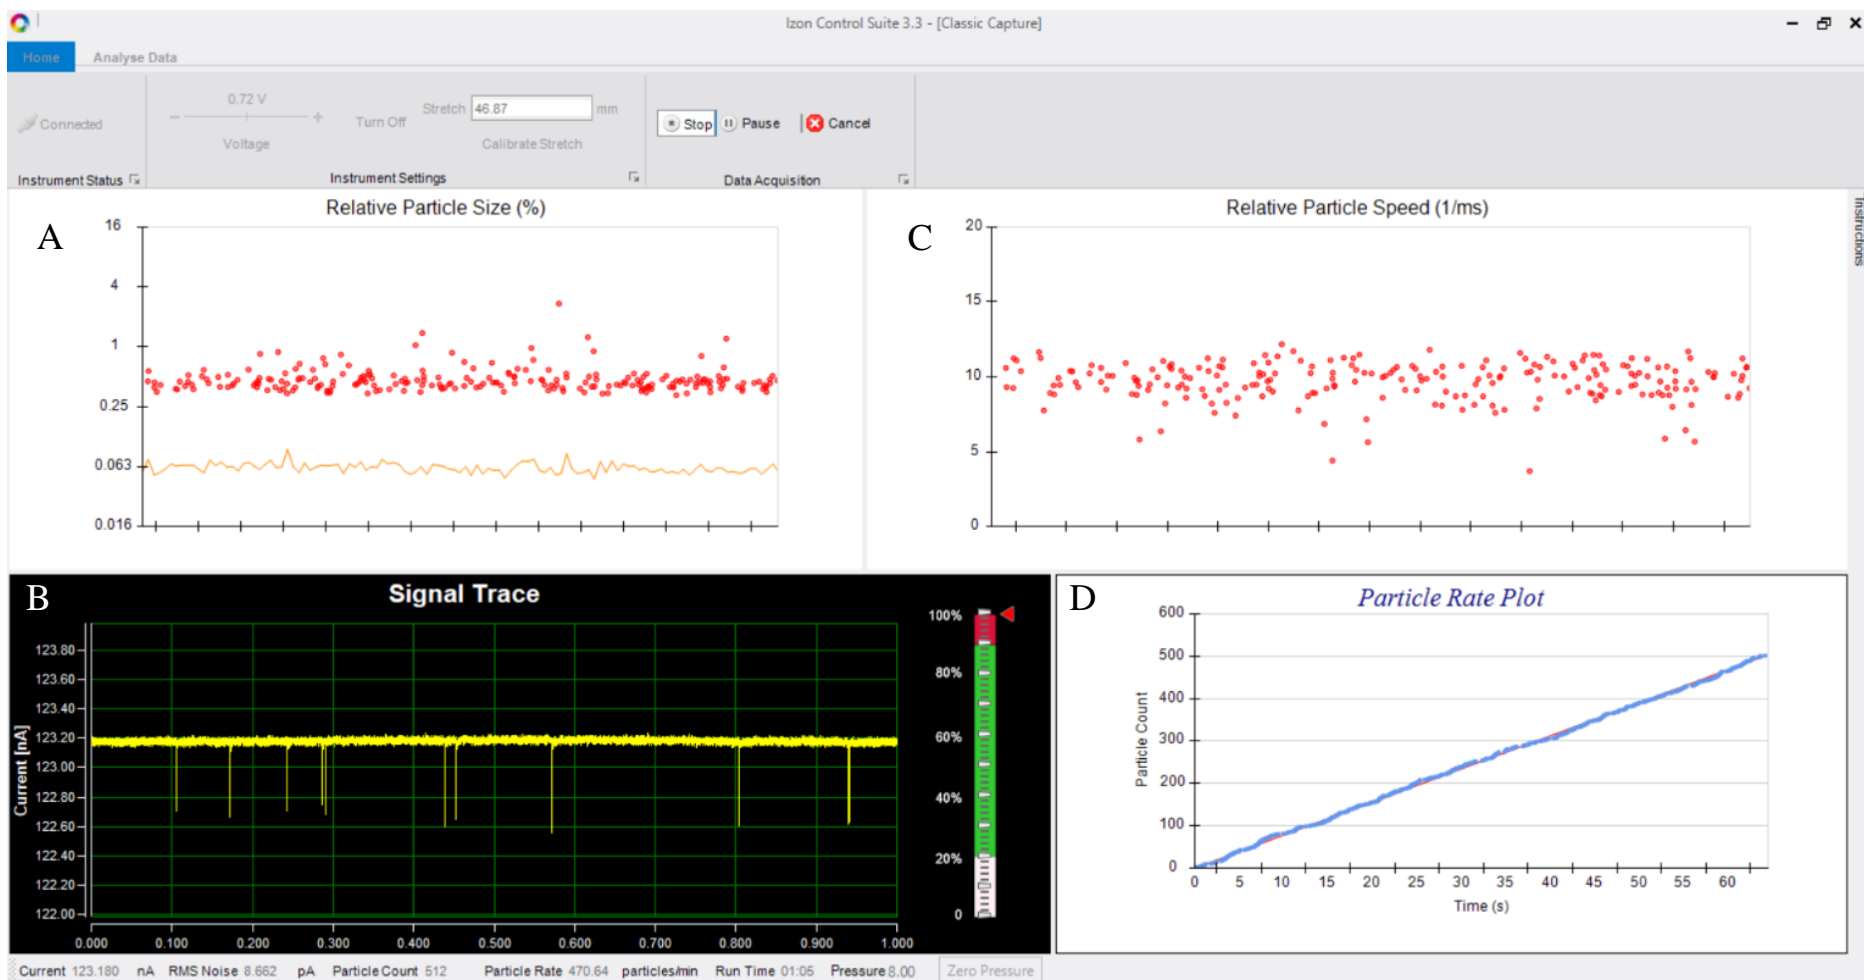 Izon Control Suite 3.3 - [Classic Capture]
Home Analyse Data
Connected
0.72 V
Voltage
Turn Off
Stretch 46.87 mm
Calibrate Stretch
Stop Pause Cancel
Instrument Status Instrument Settings Data Acquisition
Instructions
A
Relative Particle Size (%)
16
4
1
0.25
0.063
0.016
C
Relative Particle Speed (1/ms)
20
15
10
5
0
B
Signal Trace
Current [nA]
123.80
123.60
123.40
123.20
123.00
122.80
122.60
122.40
122.20
122.00
0.000 0.100 0.200 0.300 0.400 0.500 0.600 0.700 0.800 0.900 1.000
100%
80%
60%
40%
20%
0
D
Particle Rate Plot
Particle Count
600
500
400
300
200
100
0
0 5 10 15 20 25 30 35 40 45 50 55 60
Time (s)
Current 123.180 nA RMS Noise 8.662 pA Particle Count 512 Particle Rate 470.64 particles/min Run Time 01:05 Pressure 8.00 Zero Pressure